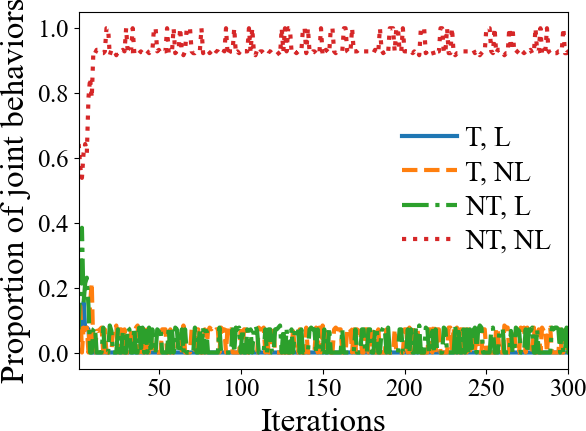 Proportion of joint behaviors
1.0
0.8
0.6
0.4
0.2
0.0
T, L
T, NL
NT, L
NT, NL
50 100 150 200 250 300
Iterations